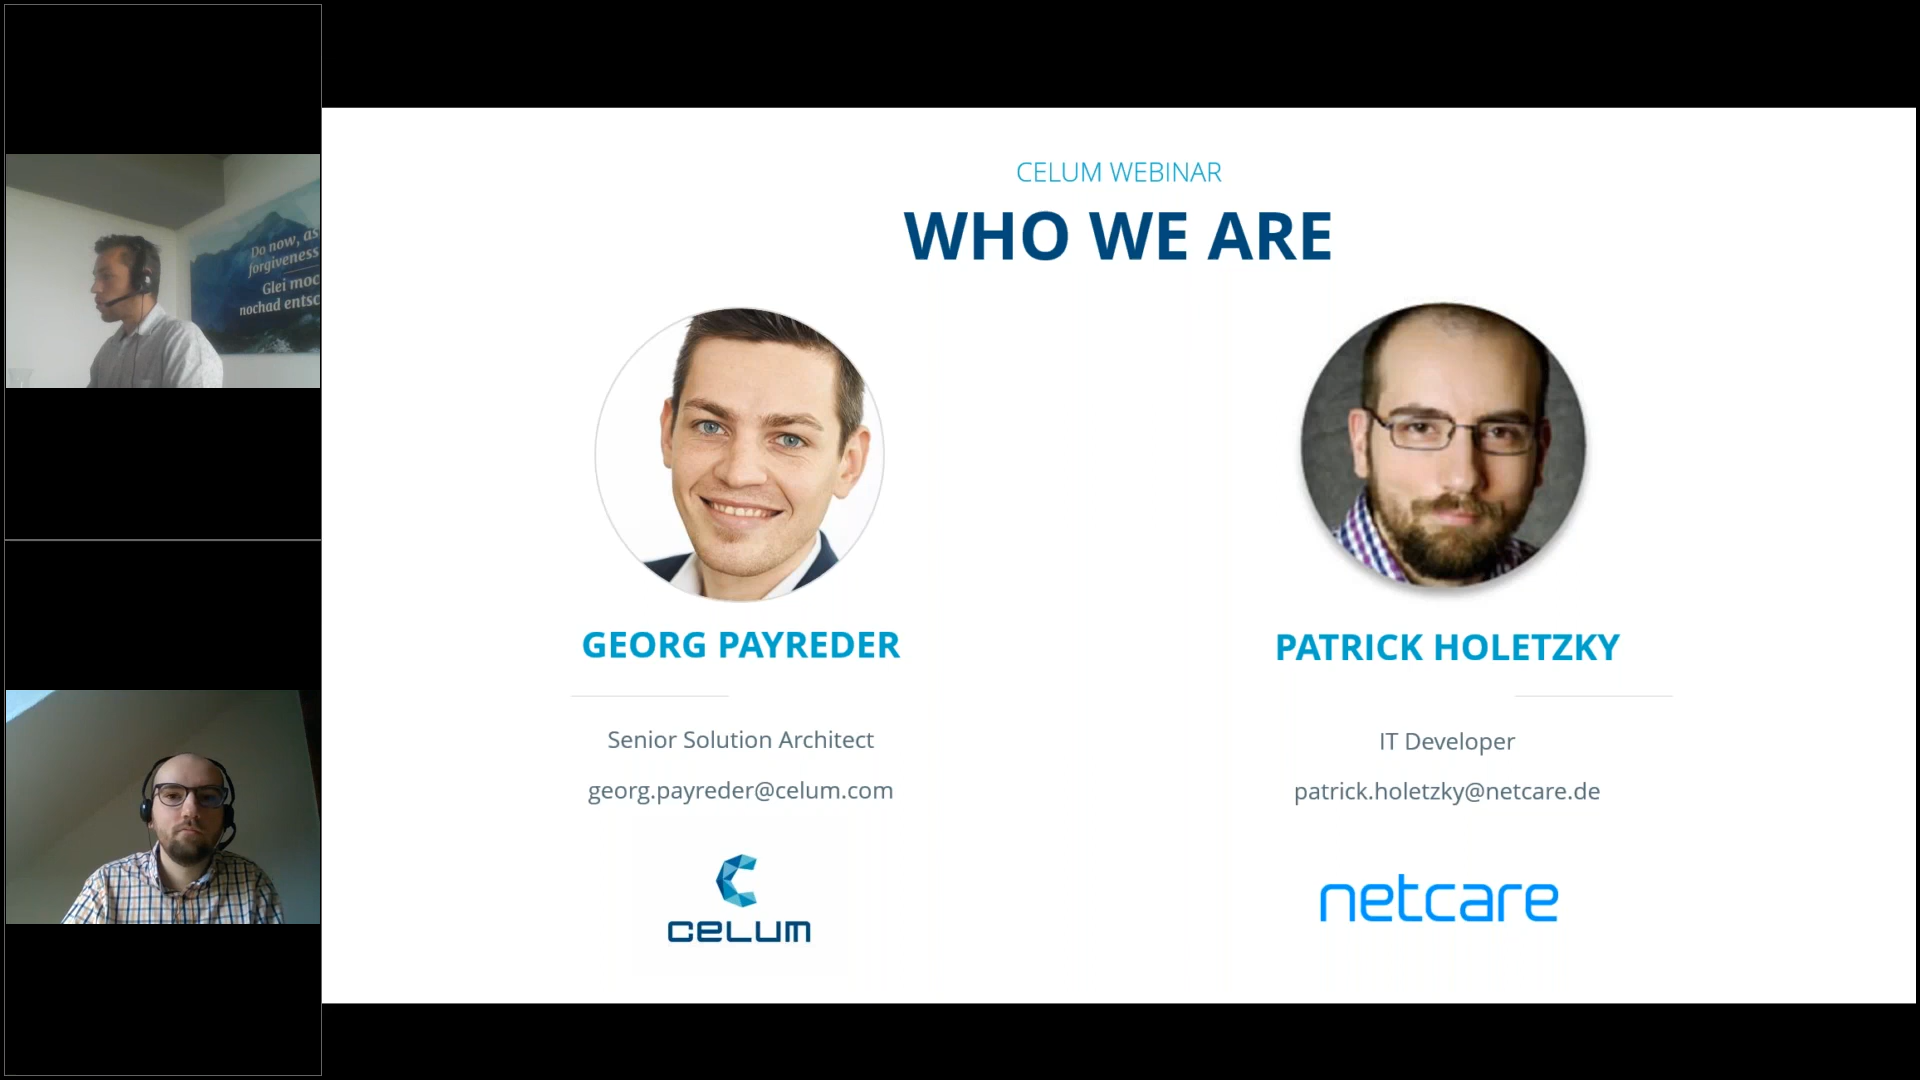 Do now, as
forgiveness
Glei moc
nochad entsc
CELUM WEBINAR
WHO WE ARE
GEORG PAYREDER
Senior Solution Architect
georg.payreder@celum.com
CELUM
PATRICK HOLETZKY
IT Developer
patrick.holetzky@netcare.de
netcare